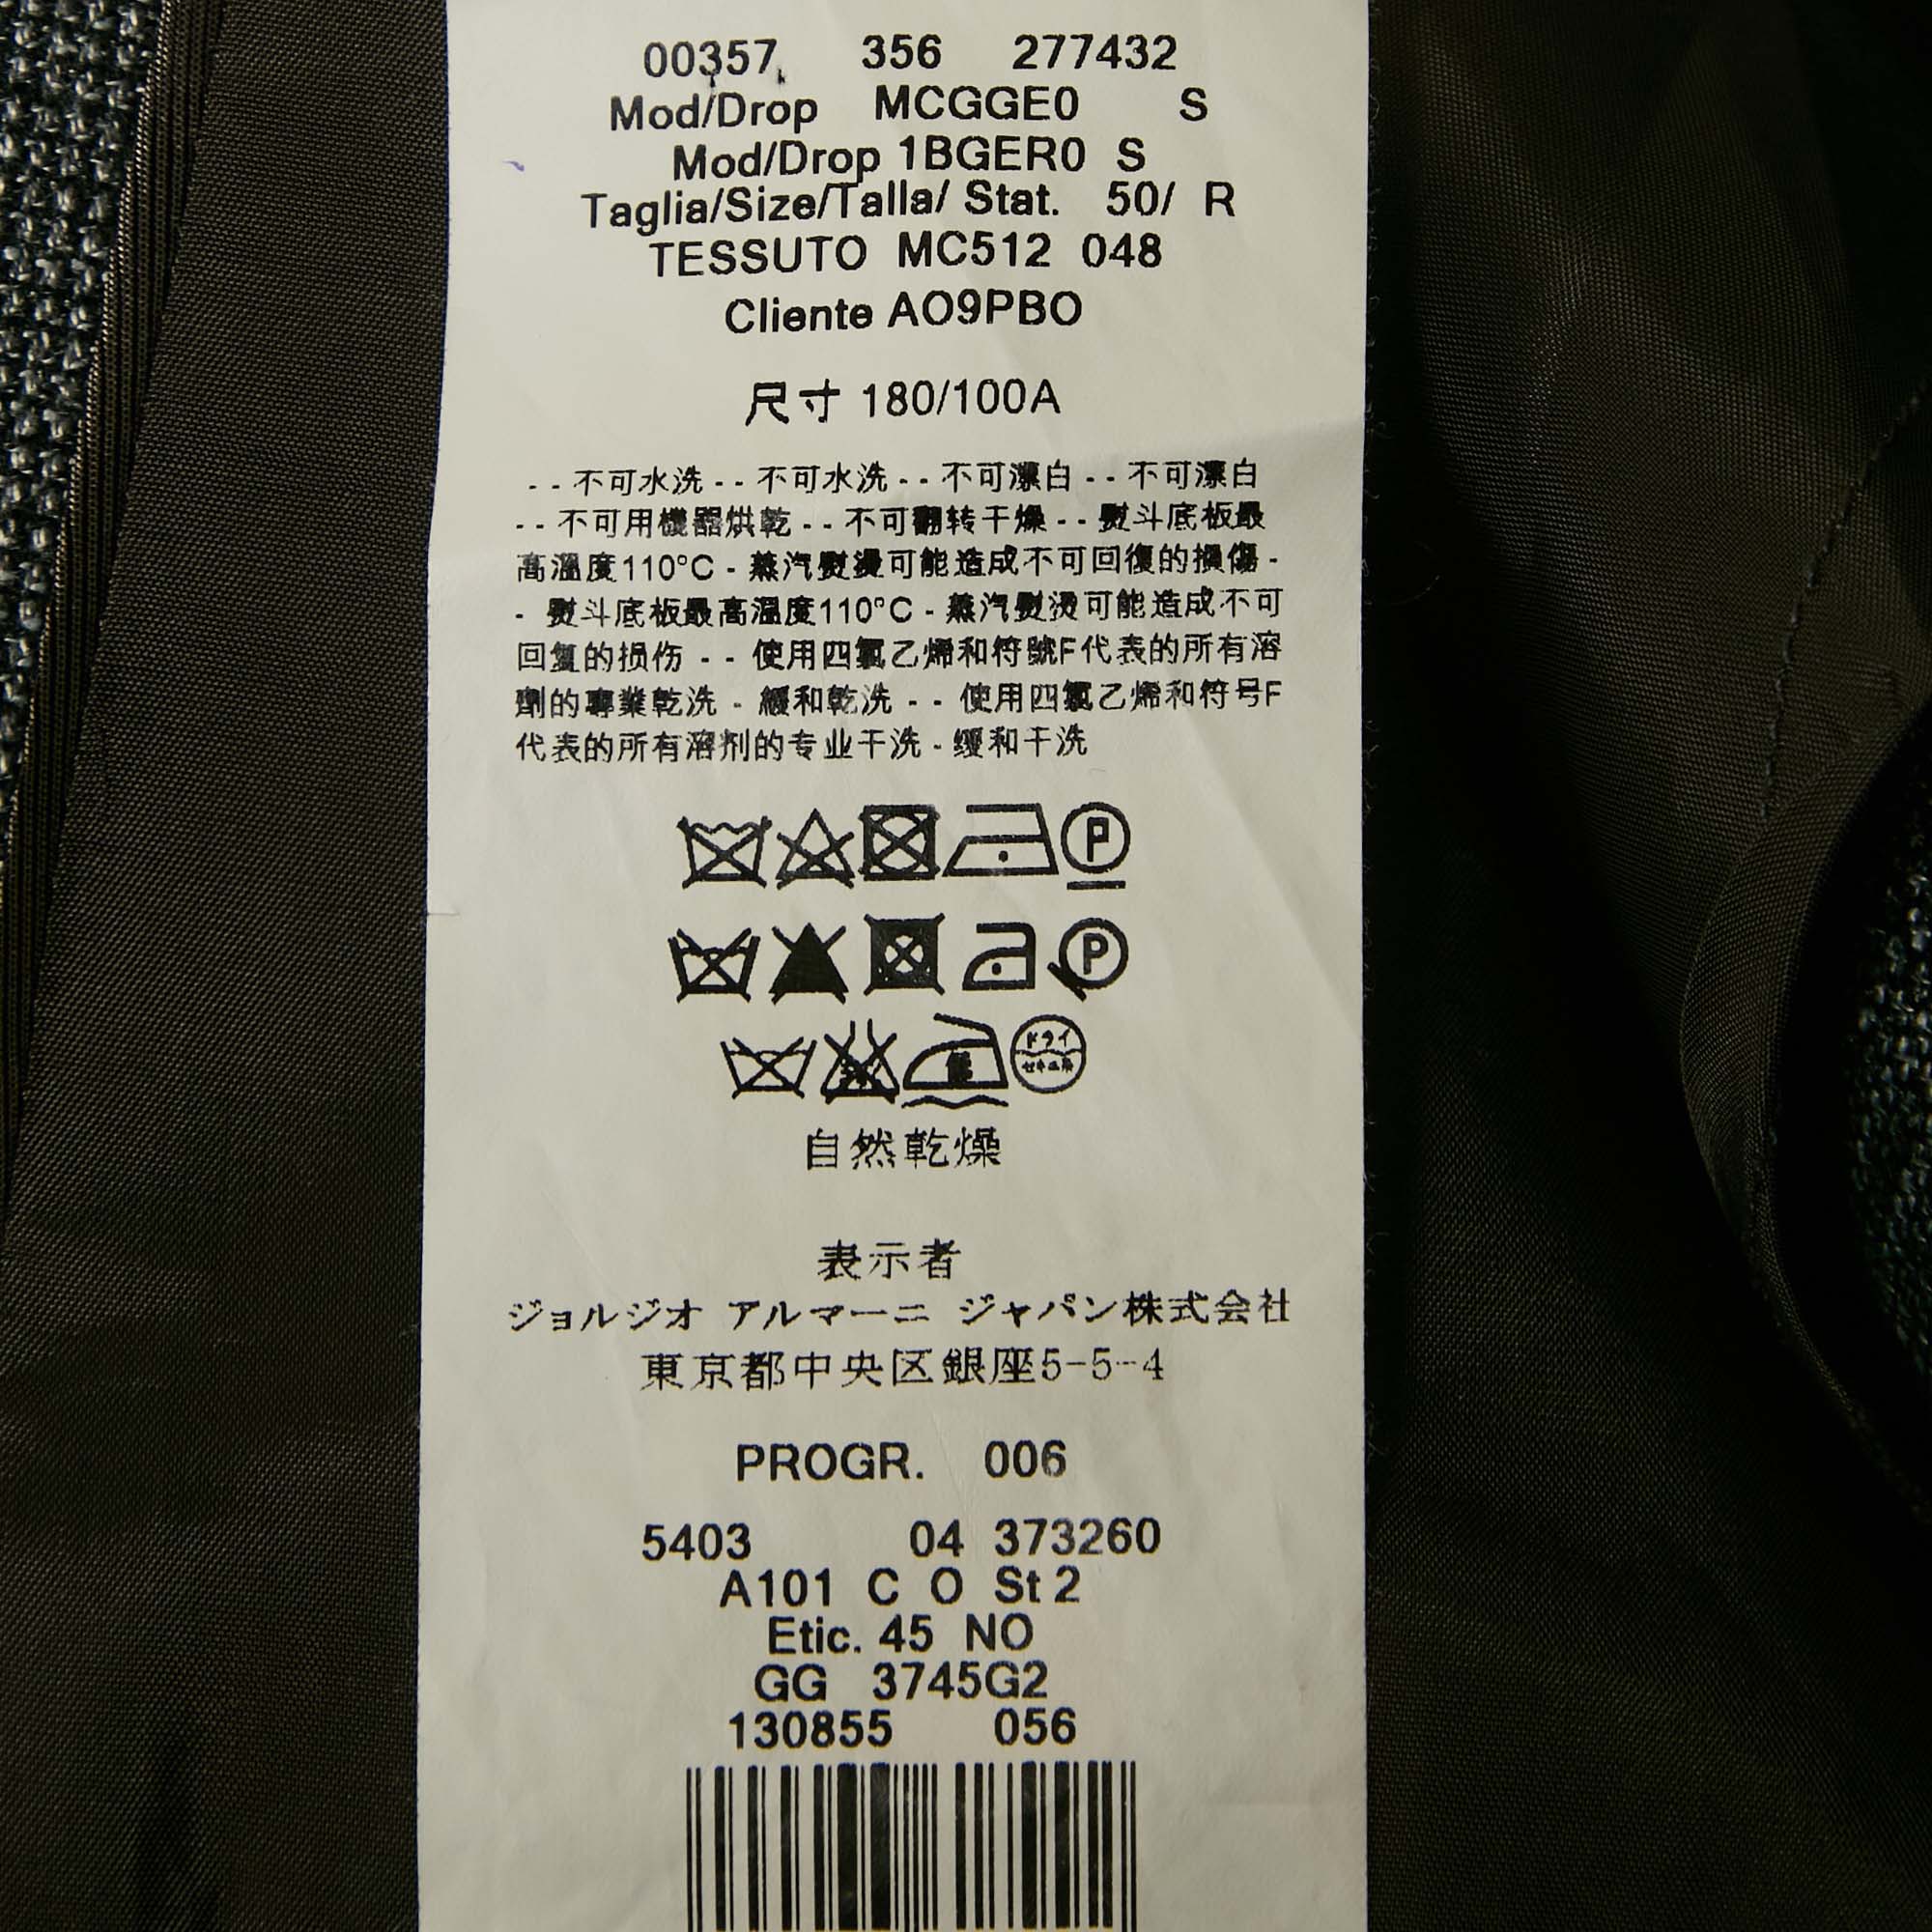 00357 356 277432
Mod/Drop MCGGE0 S
Mod/Drop 1BGER0 S
Taglia/Size/Talla/ Stat. 50/ R
TESSUTO MC512 048
Cliente AO9PBO
尺寸 180/100A
- - 不可水洗 - - 不可水洗 - - 不可漂白 - - 不可漂白
- - 不可用機器烘乾 - - 不可翻转干燥 - - 熨斗底板最
高溫度110°C - 蒸汽熨燙可能造成不可回復的損傷 -
- 熨斗底板最高温度110°C - 蒸汽熨烫可能造成不可
回复的损伤 - - 使用四氯乙烯和符號F代表的所有溶
劑的專業乾洗 - 緩和乾洗 - - 使用四氯乙烯和符号F
代表的所有溶剂的专业干洗 - 缓和干洗
P
P
ドライ
自然乾燥
表示者
ジョルジオ アルマーニ ジャパン株式会社
東京都中央区銀座5-5-4
PROGR. 006
5403 04 373260
A101 C O St 2
Etic. 45 NO
GG 3745G2
130855 056